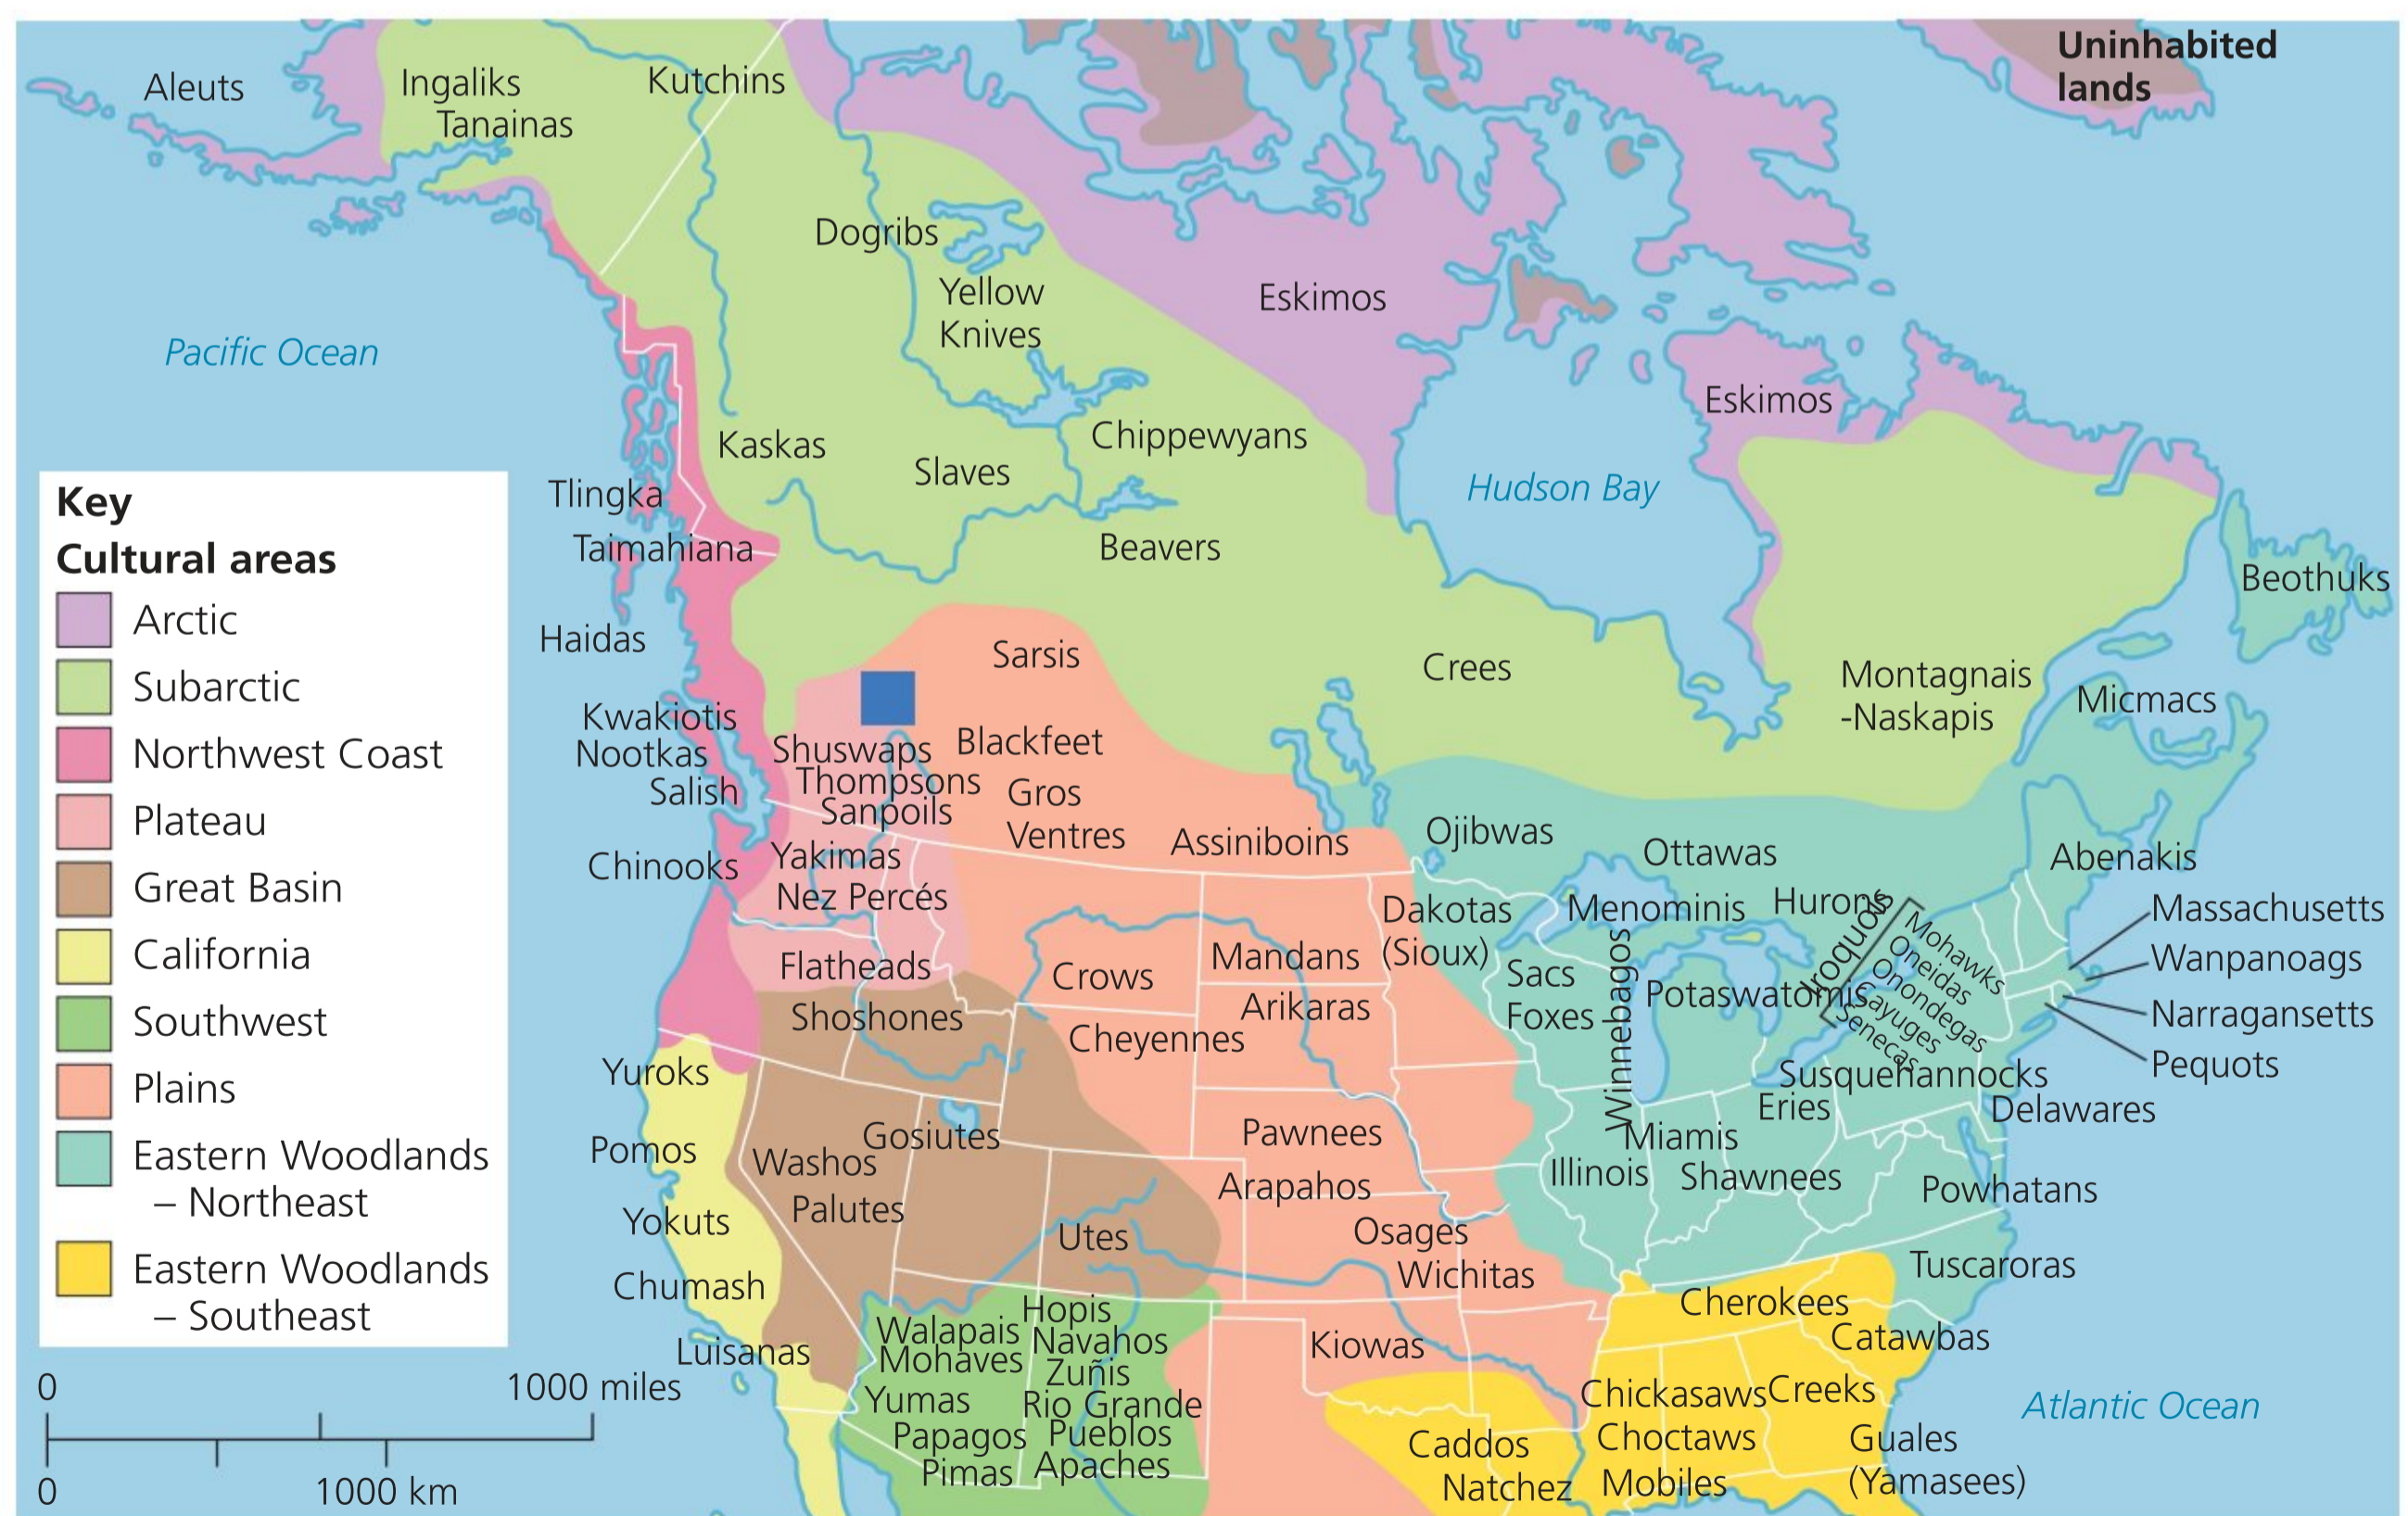 Uninhabited
lands
Aleuts
Ingaliks
Tanainas
Kutchins
Dogribs
Yellow
Knives
Eskimos
Pacific Ocean
Eskimos
Kaskas
Slaves
Chippewyans
Hudson Bay
Tlingka
Taimahiana
Beavers
Beothuks
Haidas
Sarsis
Crees
Montagnais
-Naskapis
Micmacs
Kwakiotis
Nootkas
Salish
Shuswaps
Thompsons
Sanpoils
Blackfeet
Gros
Ventres
Assiniboins
Ojibwas
Ottawas
Abenakis
Chinooks
Yakimas
Nez Percés
Flatheads
Dakotas
(Sioux)
Menominis
Hurons
Iroquois
Mohawks
Oneidas
Onondegas
Cayuges
Senecas
Massachusetts
Wanpanoags
Narragansetts
Pequots
Crows
Mandans
Arikaras
Sacs
Foxes
Winnebagos
Potaswatomis
Shoshones
Cheyennes
Susquehannocks
Eries
Delawares
Yuroks
Pomos
Gosiutes
Washos
Palutes
Pawnees
Arapahos
Miamis
Illinois
Shawnees
Powhatans
Yokuts
Utes
Osages
Wichitas
Tuscaroras
Chumash
Luisanas
Hopis
Walapais
Navahos
Mohaves
Zuñis
Yumas
Rio Grande
Pueblos
Papagos
Pimas
Apaches
Kiowas
Cherokees
Catawbas
Chickasaws
Creeks
Caddos
Choctaws
Guales
(Yamasees)
Natchez
Mobiles
Atlantic Ocean
Key
Cultural areas
Arctic
Subarctic
Northwest Coast
Plateau
Great Basin
California
Southwest
Plains
Eastern Woodlands
– Northeast
Eastern Woodlands
– Southeast
0
1000 miles
0
1000 km